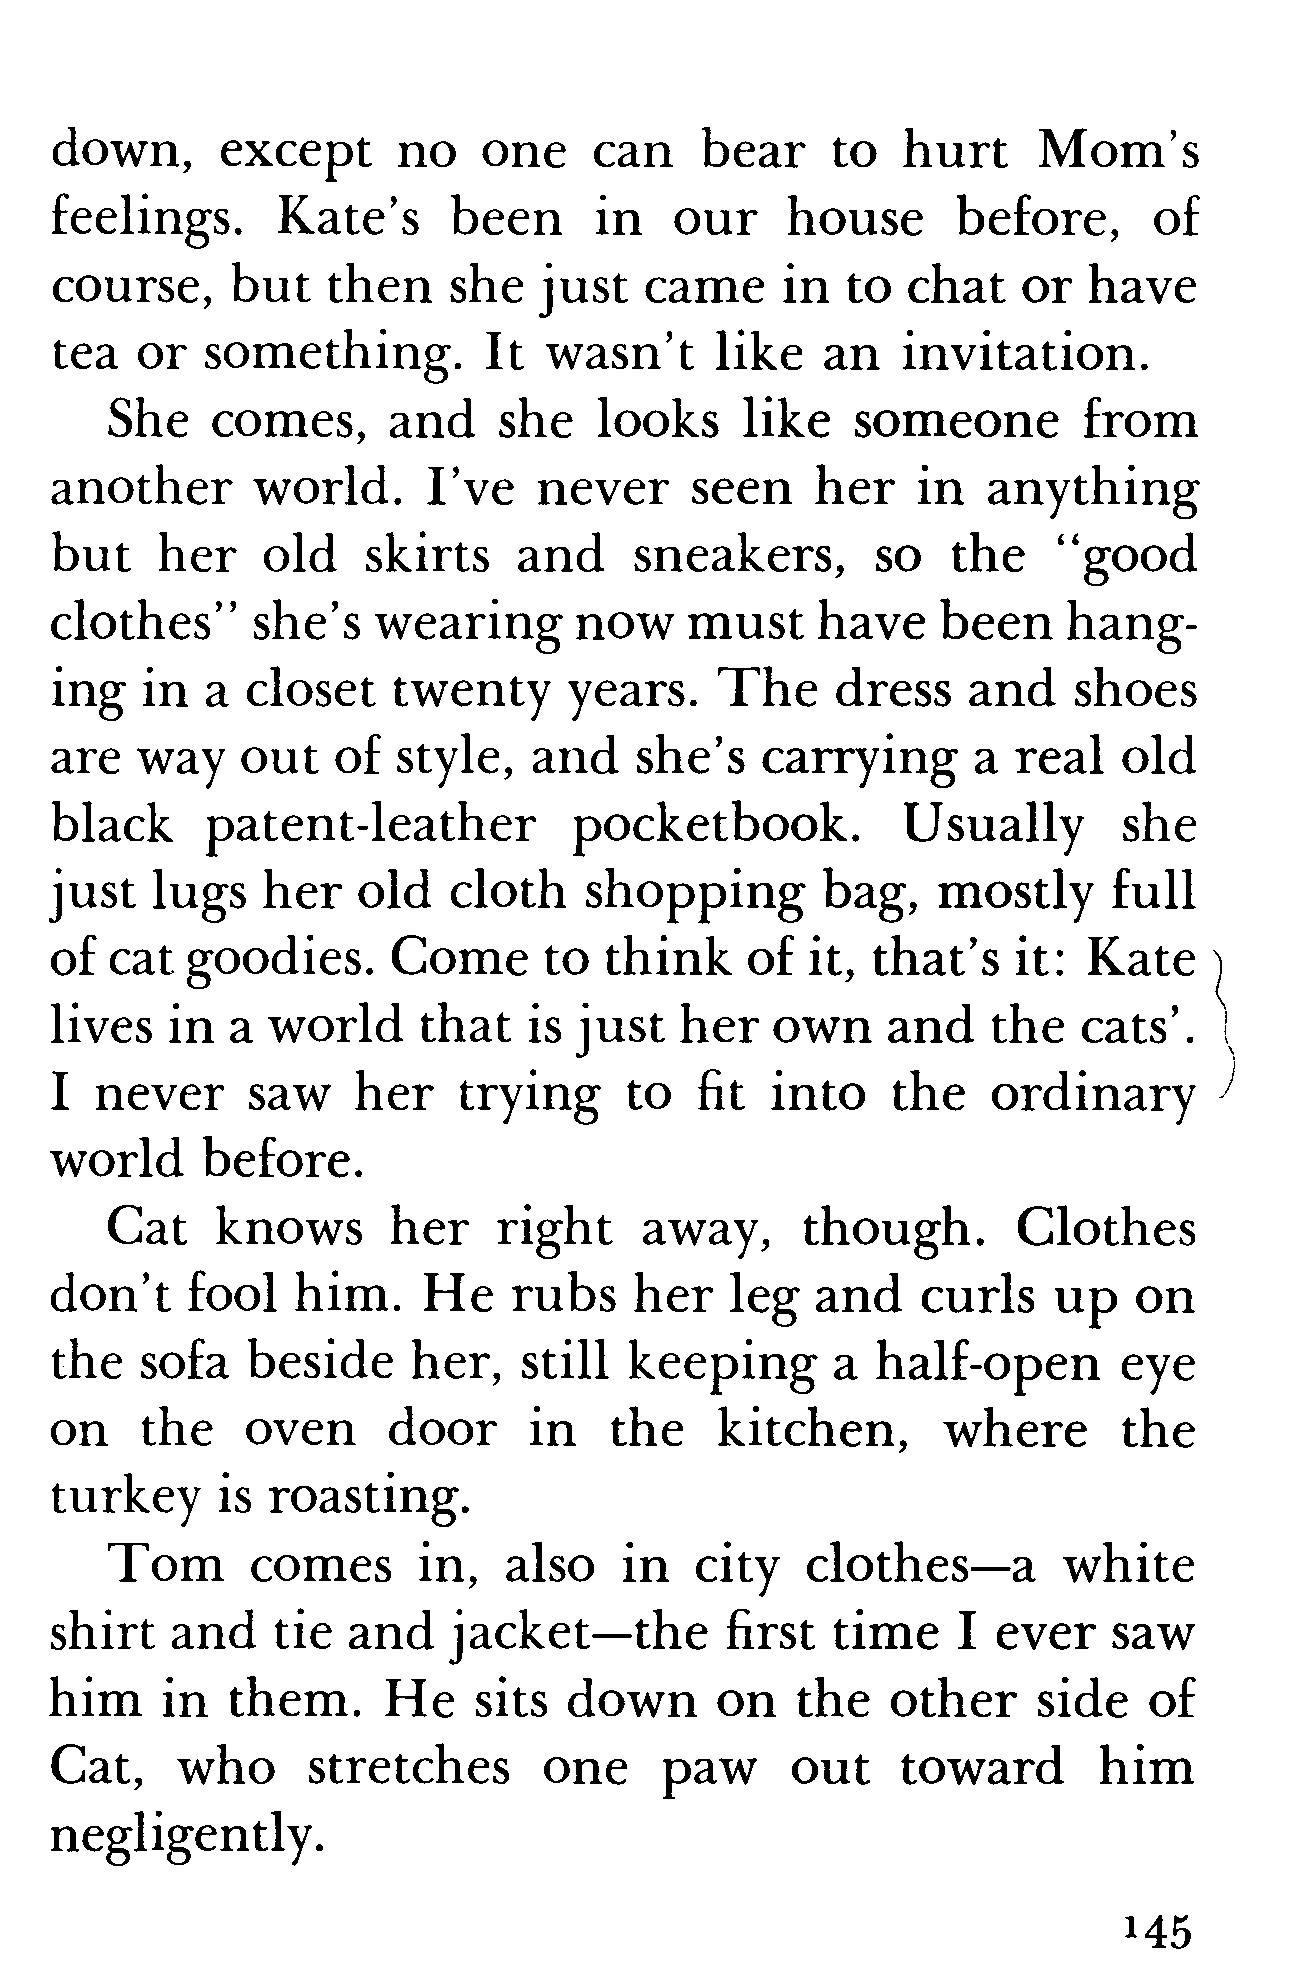 down, except no one can bear to hurt Mom's
feelings. Kate's been in our house before, of
course, but then she just came in to chat or have
tea or something. It wasn't like an invitation.
She comes, and she looks like someone from
another world. I've never seen her in anything
but her old skirts and sneakers, so the “good
clothes” she's wearing now must have been hang-
ing in a closet twenty years. The dress and shoes
are way out of style, and she's carrying a real old
black patent-leather pocketbook. Usually she
just lugs her old cloth shopping bag, mostly full
of cat goodies. Come to think of it, that's it: Kate
lives in a world that is just her own and the cats'.
I never saw her trying to fit into the ordinary
world before.
Cat knows her right away, though. Clothes
don't fool him. He rubs her leg and curls up on
the sofa beside her, still keeping a half-open eye
on the oven door in the kitchen, where the
turkey is roasting.
Tom comes in, also in city clothes—a white
shirt and tie and jacket—the first time I ever saw
him in them. He sits down on the other side of
Cat, who stretches one paw out toward him
negligently.
145